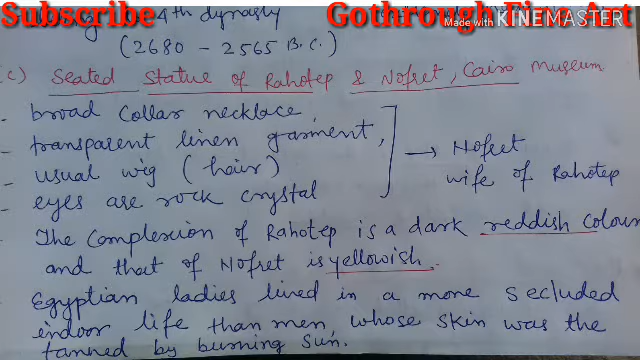 Gothrough Fine Art
Made with KINEMASTER
4th dynasty
(2680 - 2565 B.C.)
(c) Seated Statue of Rahotep & Nofret, Cairo Museum
- broad collar necklace,
- transparent linen garment,
- usual wig (hair)
- eyes are rock crystal
→ Nofret
wife of Rahotep
The complexion of Rahotep is a dark reddish colour
and that of Nofret is yellowish.
Egyptian ladies lived in a more secluded
indoor life than men, whose skin was the
tanned by burning sun.